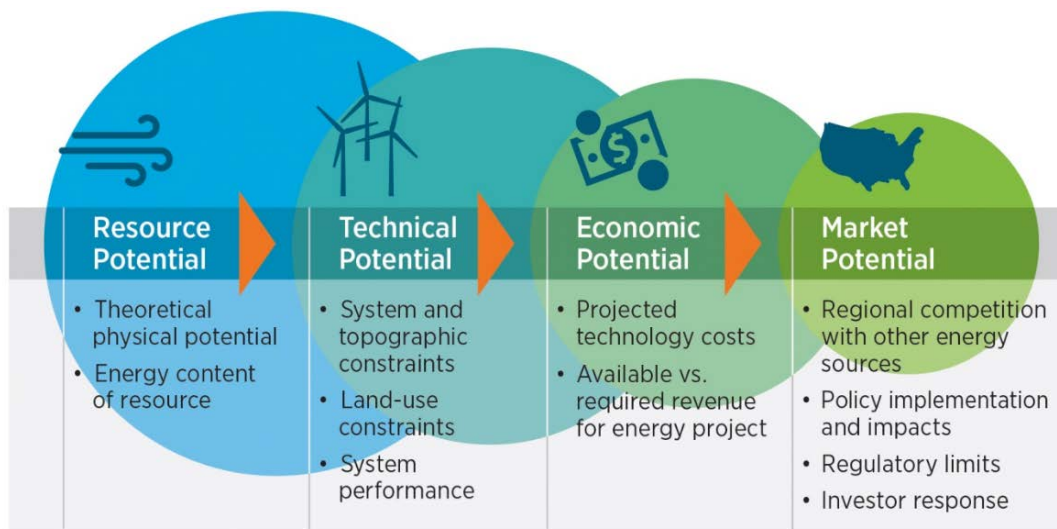 Resource
Potential
• Theoretical
physical potential
• Energy content
of resource
Technical
Potential
• System and
topographic
constraints
• Land-use
constraints
• System
performance
$
Economic
Potential
• Projected
technology costs
• Available vs.
required revenue
for energy project
Market
Potential
• Regional competition
with other energy
sources
• Policy implementation
and impacts
• Regulatory limits
• Investor response